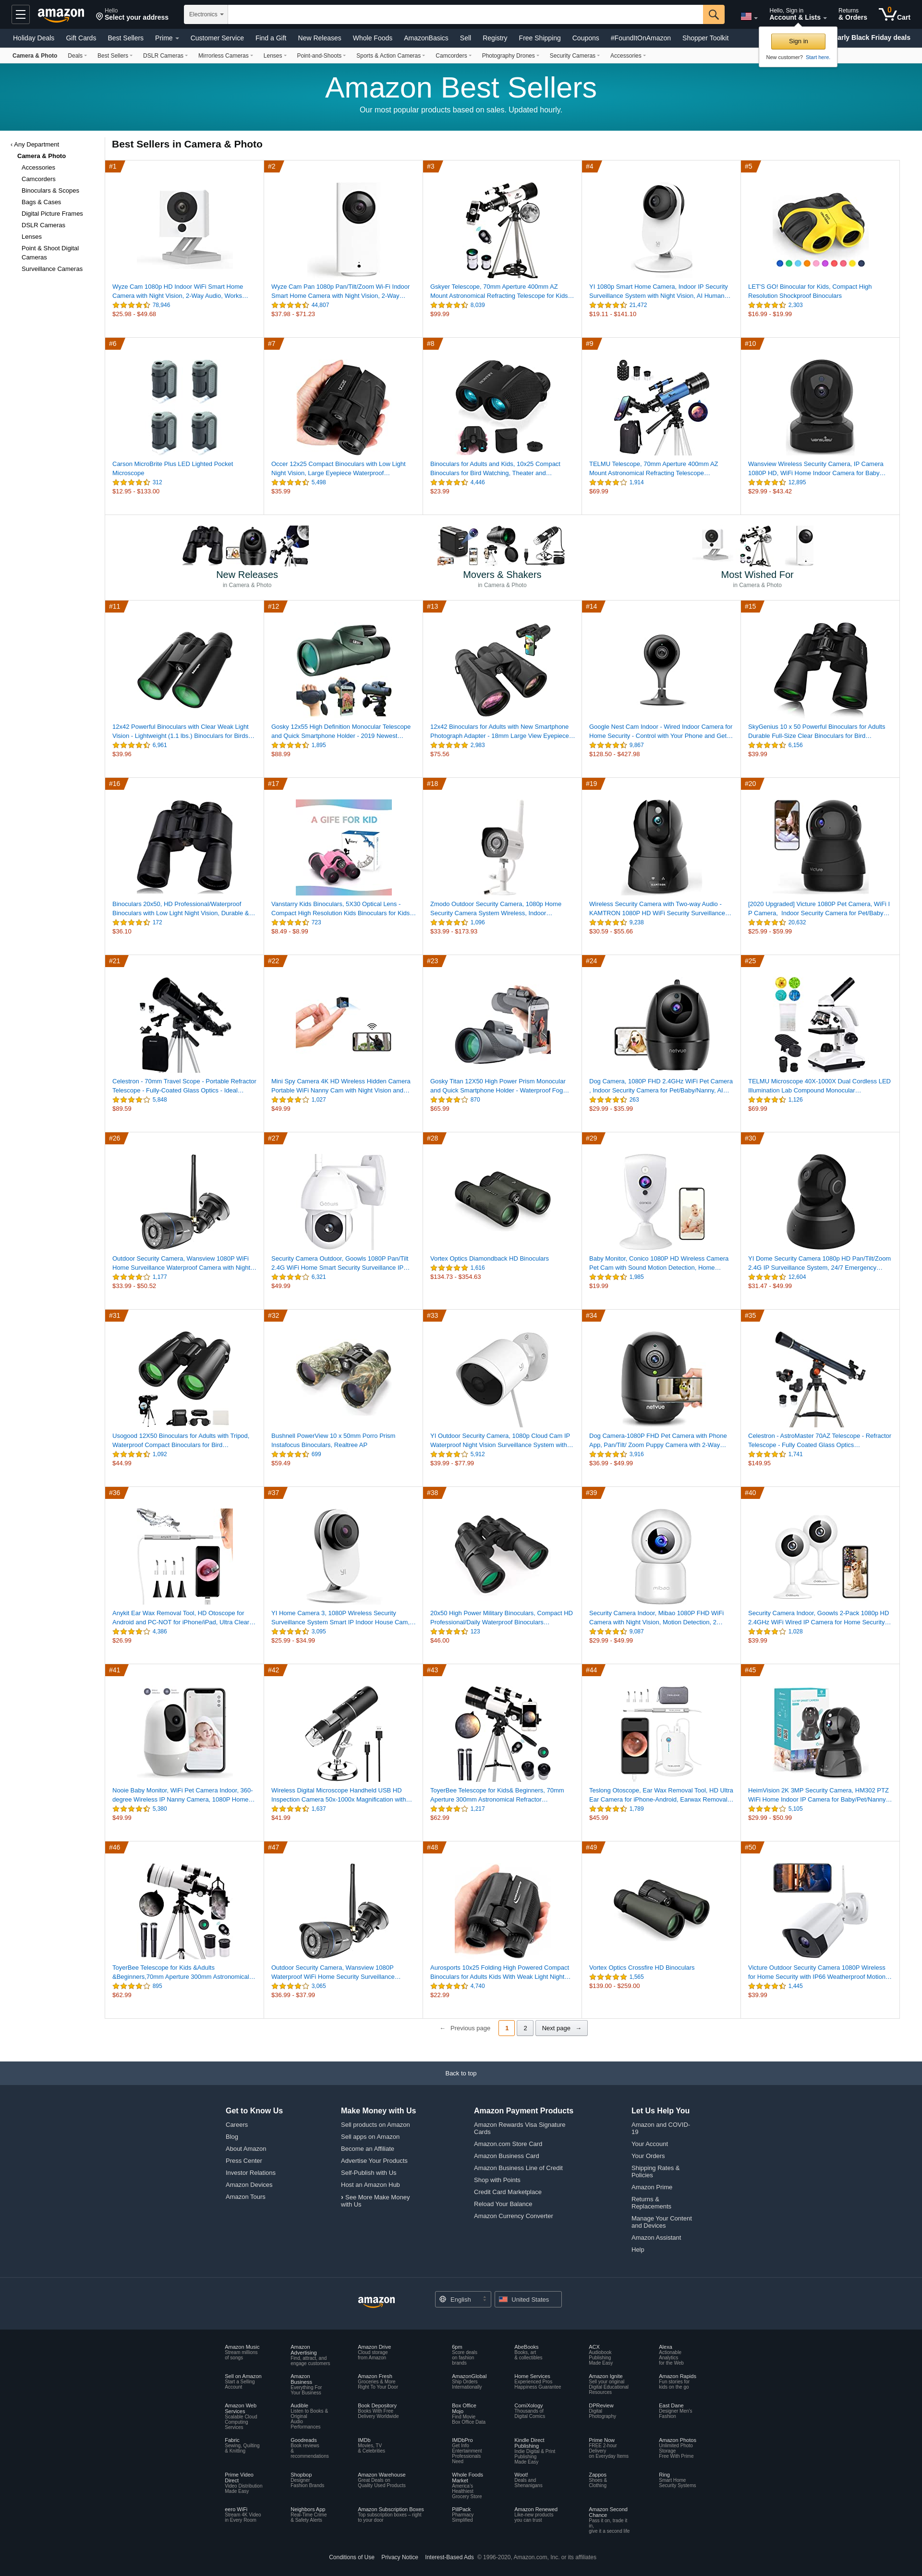 amazon
Hello
Select your address
Electronics
Hello, Sign in
Account & Lists
Returns
& Orders
0
Cart
Holiday Deals Gift Cards Best Sellers Prime Customer Service Find a Gift New Releases Whole Foods AmazonBasics Sell Registry Free Shipping Coupons #FoundItOnAmazon Shopper Toolkit
arly Black Friday deals
Sign in
New customer? Start here.
Camera & Photo Deals Best Sellers DSLR Cameras Mirrorless Cameras Lenses Point-and-Shoots Sports & Action Cameras Camcorders Photography Drones Security Cameras Accessories
Amazon Best Sellers
Our most popular products based on sales. Updated hourly.
‹ Any Department
Camera & Photo
Accessories
Camcorders
Binoculars & Scopes
Bags & Cases
Digital Picture Frames
DSLR Cameras
Lenses
Point & Shoot Digital
Cameras
Surveillance Cameras
Best Sellers in Camera & Photo
#1
Wyze Cam 1080p HD Indoor WiFi Smart Home
Camera with Night Vision, 2-Way Audio, Works…
78,946
$25.98 - $49.68
#2
Wyze Cam Pan 1080p Pan/Tilt/Zoom Wi-Fi Indoor
Smart Home Camera with Night Vision, 2-Way…
44,807
$37.98 - $71.23
#3
Gskyer Telescope, 70mm Aperture 400mm AZ
Mount Astronomical Refracting Telescope for Kids…
8,039
$99.99
#4
YI 1080p Smart Home Camera, Indoor IP Security
Surveillance System with Night Vision, AI Human…
21,472
$19.11 - $141.10
#5
LET'S GO! Binocular for Kids, Compact High
Resolution Shockproof Binoculars
2,303
$16.99 - $19.99
#6
Carson MicroBrite Plus LED Lighted Pocket
Microscope
312
$12.95 - $133.00
#7
Occer 12x25 Compact Binoculars with Low Light
Night Vision, Large Eyepiece Waterproof…
5,498
$35.99
#8
Binoculars for Adults and Kids, 10x25 Compact
Binoculars for Bird Watching, Theater and…
4,446
$23.99
#9
TELMU Telescope, 70mm Aperture 400mm AZ
Mount Astronomical Refracting Telescope…
1,914
$69.99
#10
Wansview Wireless Security Camera, IP Camera
1080P HD, WiFi Home Indoor Camera for Baby…
12,895
$29.99 - $43.42
New Releases
in Camera & Photo
Movers & Shakers
in Camera & Photo
Most Wished For
in Camera & Photo
#11
12x42 Powerful Binoculars with Clear Weak Light
Vision - Lightweight (1.1 lbs.) Binoculars for Birds…
6,961
$39.96
#12
Gosky 12x55 High Definition Monocular Telescope
and Quick Smartphone Holder - 2019 Newest…
1,895
$88.99
#13
12x42 Binoculars for Adults with New Smartphone
Photograph Adapter - 18mm Large View Eyepiece…
2,983
$75.56
#14
Google Nest Cam Indoor - Wired Indoor Camera for
Home Security - Control with Your Phone and Get…
9,867
$128.50 - $427.98
#15
SkyGenius 10 x 50 Powerful Binoculars for Adults
Durable Full-Size Clear Binoculars for Bird…
6,156
$39.99
#16
Binoculars 20x50, HD Professional/Waterproof
Binoculars with Low Light Night Vision, Durable &…
172
$36.10
#17
A GIFE FOR KID
Vanstarry Kids Binoculars, 5X30 Optical Lens -
Compact High Resolution Kids Binoculars for Kids…
723
$8.49 - $8.99
#18
Zmodo Outdoor Security Camera, 1080p Home
Security Camera System Wireless, Indoor…
1,096
$33.99 - $173.93
#19
Wireless Security Camera with Two-way Audio -
KAMTRON 1080P HD WiFi Security Surveillance…
9,238
$30.59 - $55.66
#20
[2020 Upgraded] Victure 1080P Pet Camera, WiFi I
P Camera, Indoor Security Camera for Pet/Baby…
20,632
$25.99 - $59.99
#21
Celestron - 70mm Travel Scope - Portable Refractor
Telescope - Fully-Coated Glass Optics - Ideal…
5,848
$89.59
#22
Mini Spy Camera 4K HD Wireless Hidden Camera
Portable WiFi Nanny Cam with Night Vision and…
1,027
$49.99
#23
Gosky Titan 12X50 High Power Prism Monocular
and Quick Smartphone Holder - Waterproof Fog…
870
$65.99
#24
netvue
Dog Camera, 1080P FHD 2.4GHz WiFi Pet Camera
, Indoor Security Camera for Pet/Baby/Nanny, AI…
263
$29.99 - $35.99
#25
TELMU Microscope 40X-1000X Dual Cordless LED
Illumination Lab Compound Monocular…
1,126
$69.99
#26
Outdoor Security Camera, Wansview 1080P WiFi
Home Surveillance Waterproof Camera with Night…
1,177
$33.99 - $50.52
#27
Security Camera Outdoor, Goowls 1080P Pan/Tilt
2.4G WiFi Home Smart Security Surveillance IP…
6,321
$49.99
#28
Vortex Optics Diamondback HD Binoculars
1,616
$134.73 - $354.63
#29
Baby Monitor, Conico 1080P HD Wireless Camera
Pet Cam with Sound Motion Detection, Home…
1,985
$19.99
#30
YI Dome Security Camera 1080p HD Pan/Tilt/Zoom
2.4G IP Surveillance System, 24/7 Emergency…
12,604
$31.47 - $49.99
#31
Usogood 12X50 Binoculars for Adults with Tripod,
Waterproof Compact Binoculars for Bird…
1,092
$44.99
#32
Bushnell PowerView 10 x 50mm Porro Prism
Instafocus Binoculars, Realtree AP
699
$59.49
#33
YI Outdoor Security Camera, 1080p Cloud Cam IP
Waterproof Night Vision Surveillance System with…
5,912
$39.99 - $77.99
#34
netvue
Dog Camera-1080P FHD Pet Camera with Phone
App, Pan/Tilt/ Zoom Puppy Camera with 2-Way…
3,916
$36.99 - $49.99
#35
Celestron - AstroMaster 70AZ Telescope - Refractor
Telescope - Fully Coated Glass Optics…
1,741
$149.95
#36
Anykit Ear Wax Removal Tool, HD Otoscope for
Android and PC-NOT for iPhone/iPad, Ultra Clear…
4,386
$26.99
#37
YI Home Camera 3, 1080P Wireless Security
Surveillance System Smart IP Indoor House Cam,…
3,095
$25.99 - $34.99
#38
20x50 High Power Military Binoculars, Compact HD
Professional/Daily Waterproof Binoculars…
123
$46.00
#39
Security Camera Indoor, Mibao 1080P FHD WiFi
Camera with Night Vision, Motion Detection, 2…
9,087
$29.99 - $49.99
#40
Security Camera Indoor, Goowls 2-Pack 1080p HD
2.4GHz WiFi Wired IP Camera for Home Security…
1,028
$39.99
#41
Nooie Baby Monitor, WiFi Pet Camera Indoor, 360-
degree Wireless IP Nanny Camera, 1080P Home…
5,380
$49.99
#42
Wireless Digital Microscope Handheld USB HD
Inspection Camera 50x-1000x Magnification with…
1,637
$41.99
#43
ToyerBee Telescope for Kids& Beginners, 70mm
Aperture 300mm Astronomical Refractor…
1,217
$62.99
#44
Teslong Otoscope, Ear Wax Removal Tool, HD Ultra
Ear Camera for iPhone-Android, Earwax Removal…
1,789
$45.99
#45
HeimVision 2K 3MP Security Camera, HM302 PTZ
WiFi Home Indoor IP Camera for Baby/Pet/Nanny…
5,105
$29.99 - $50.99
#46
ToyerBee Telescope for Kids &Adults
&Beginners,70mm Aperture 300mm Astronomical…
895
$62.99
#47
Outdoor Security Camera, Wansview 1080P
Waterproof WiFi Home Security Surveillance…
3,065
$36.99 - $37.99
#48
Aurosports 10x25 Folding High Powered Compact
Binoculars for Adults Kids With Weak Light Night…
4,740
$22.99
#49
Vortex Optics Crossfire HD Binoculars
1,565
$139.00 - $259.00
#50
Victure Outdoor Security Camera 1080P Wireless
for Home Security with IP66 Weatherproof Motion…
1,445
$39.99
← Previous page 1 2 Next page →
Back to top
Get to Know Us
Careers
Blog
About Amazon
Press Center
Investor Relations
Amazon Devices
Amazon Tours
Make Money with Us
Sell products on Amazon
Sell apps on Amazon
Become an Affiliate
Advertise Your Products
Self-Publish with Us
Host an Amazon Hub
› See More Make Money
with Us
Amazon Payment Products
Amazon Rewards Visa Signature
Cards
Amazon.com Store Card
Amazon Business Card
Amazon Business Line of Credit
Shop with Points
Credit Card Marketplace
Reload Your Balance
Amazon Currency Converter
Let Us Help You
Amazon and COVID-
19
Your Account
Your Orders
Shipping Rates &
Policies
Amazon Prime
Returns &
Replacements
Manage Your Content
and Devices
Amazon Assistant
Help
amazon
English
United States
Amazon Music
Stream millions
of songs
Amazon
Advertising
Find, attract, and
engage customers
Amazon Drive
Cloud storage
from Amazon
6pm
Score deals
on fashion
brands
AbeBooks
Books, art
& collectibles
ACX
Audiobook
Publishing
Made Easy
Alexa
Actionable
Analytics
for the Web
Sell on Amazon
Start a Selling
Account
Amazon
Business
Everything For
Your Business
Amazon Fresh
Groceries & More
Right To Your Door
AmazonGlobal
Ship Orders
Internationally
Home Services
Experienced Pros
Happiness Guarantee
Amazon Ignite
Sell your original
Digital Educational
Resources
Amazon Rapids
Fun stories for
kids on the go
Amazon Web
Services
Scalable Cloud
Computing
Services
Audible
Listen to Books &
Original
Audio
Performances
Book Depository
Books With Free
Delivery Worldwide
Box Office
Mojo
Find Movie
Box Office Data
ComiXology
Thousands of
Digital Comics
DPReview
Digital
Photography
East Dane
Designer Men's
Fashion
Fabric
Sewing, Quilting
& Knitting
Goodreads
Book reviews
&
recommendations
IMDb
Movies, TV
& Celebrities
IMDbPro
Get Info
Entertainment
Professionals
Need
Kindle Direct
Publishing
Indie Digital & Print
Publishing
Made Easy
Prime Now
FREE 2-hour
Delivery
on Everyday Items
Amazon Photos
Unlimited Photo
Storage
Free With Prime
Prime Video
Direct
Video Distribution
Made Easy
Shopbop
Designer
Fashion Brands
Amazon Warehouse
Great Deals on
Quality Used Products
Whole Foods
Market
America's
Healthiest
Grocery Store
Woot!
Deals and
Shenanigans
Zappos
Shoes &
Clothing
Ring
Smart Home
Security Systems
eero WiFi
Stream 4K Video
in Every Room
Neighbors App
Real-Time Crime
& Safety Alerts
Amazon Subscription Boxes
Top subscription boxes – right
to your door
PillPack
Pharmacy
Simplified
Amazon Renewed
Like-new products
you can trust
Amazon Second
Chance
Pass it on, trade it
in,
give it a second life
Conditions of Use Privacy Notice Interest-Based Ads © 1996-2020, Amazon.com, Inc. or its affiliates